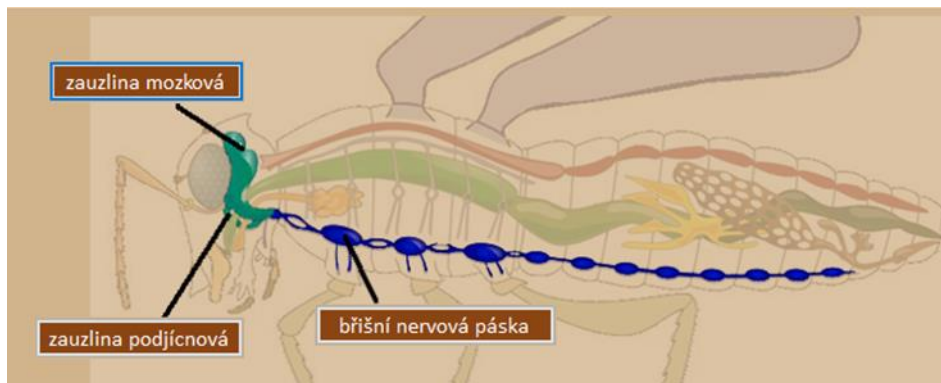 zauzlina mozková
zauzlina podjícnová
břišní nervová páska